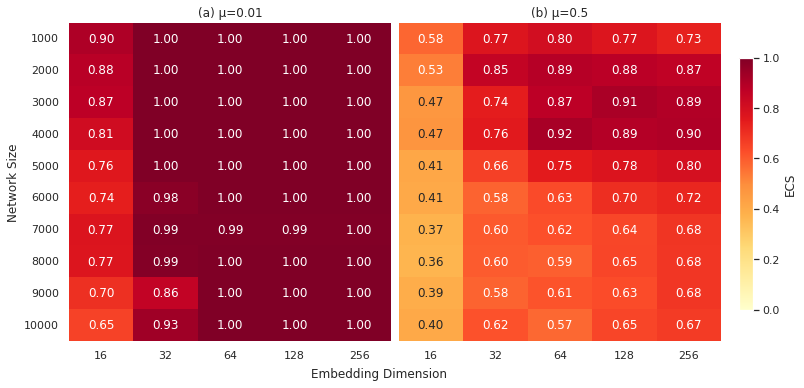 (a) μ=0.01 (b) μ=0.5
1000 0.90 1.00 1.00 1.00 1.00 0.58 0.77 0.80 0.77 0.73
2000 0.88 1.00 1.00 1.00 1.00 0.53 0.85 0.89 0.88 0.87
3000 0.87 1.00 1.00 1.00 1.00 0.47 0.74 0.87 0.91 0.89
4000 0.81 1.00 1.00 1.00 1.00 0.47 0.76 0.92 0.89 0.90
5000 0.76 1.00 1.00 1.00 1.00 0.41 0.66 0.75 0.78 0.80
6000 0.74 0.98 1.00 1.00 1.00 0.41 0.58 0.63 0.70 0.72
7000 0.77 0.99 0.99 0.99 1.00 0.37 0.60 0.62 0.64 0.68
8000 0.77 0.99 1.00 1.00 1.00 0.36 0.60 0.59 0.65 0.68
9000 0.70 0.86 1.00 1.00 1.00 0.39 0.58 0.61 0.63 0.68
10000 0.65 0.93 1.00 1.00 1.00 0.40 0.62 0.57 0.65 0.67
16 32 64 128 256 16 32 64 128 256
Embedding Dimension
Network Size
1.0
0.8
0.6
0.4
0.2
0.0
ECS